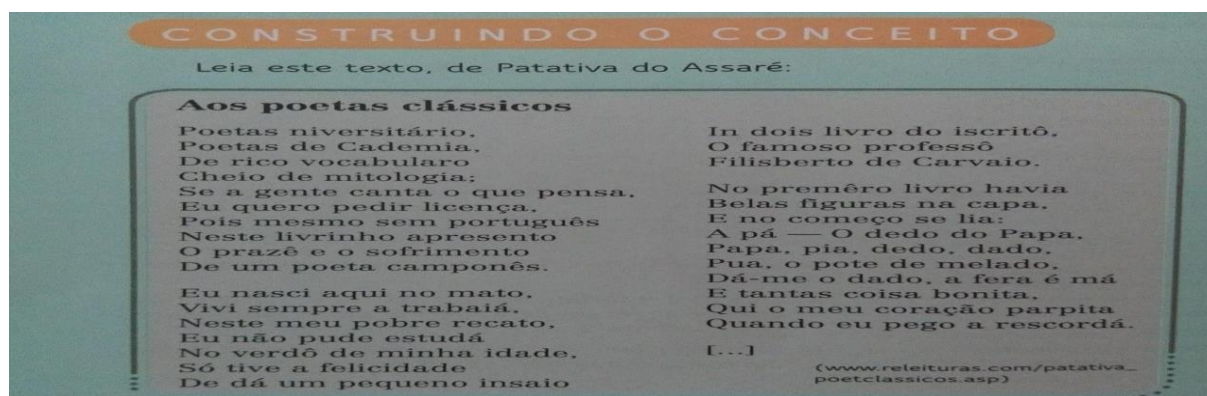 CONSTRUINDO O CONCEITO
Leia este texto, de Patativa do Assaré:
Aos poetas clássicos
Poetas niversitário,
Poetas de Cademia,
De rico vocabularo
Cheio de mitologia;
Se a gente canta o que pensa,
Eu quero pedir licença,
Pois mesmo sem português
Neste livrinho apresento
O prazê e o sofrimento
De um poeta camponês.
Eu nasci aqui no mato,
Vivi sempre a trabaiá,
Neste meu pobre recato,
Eu não pude estudá
No verdô de minha idade,
Só tive a felicidade
De dá um pequeno insaio
In dois livro do iscritô,
O famoso professô
Filisberto de Carvaio.
No premêro livro havia
Belas figuras na capa,
E no começo se lia:
A pá — O dedo do Papa,
Papa, pia, dedo, dado,
Pua, o pote de melado,
Dá-me o dado, a fera é má
E tantas coisa bonita,
Qui o meu coração parpita
Quando eu pego a rescordá.
[...]
(www.releituras.com/patativa_
poetclassicos.asp)